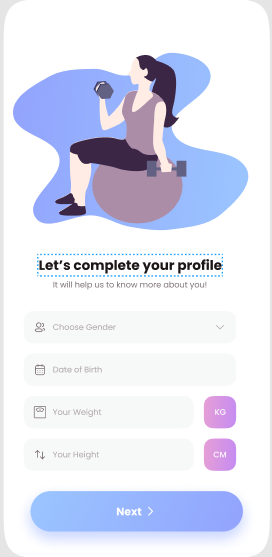 Let's complete your profile
It will help us to know more about you!
Choose Gender
Date of Birth
Your Weight
KG
Your Height
CM
Next